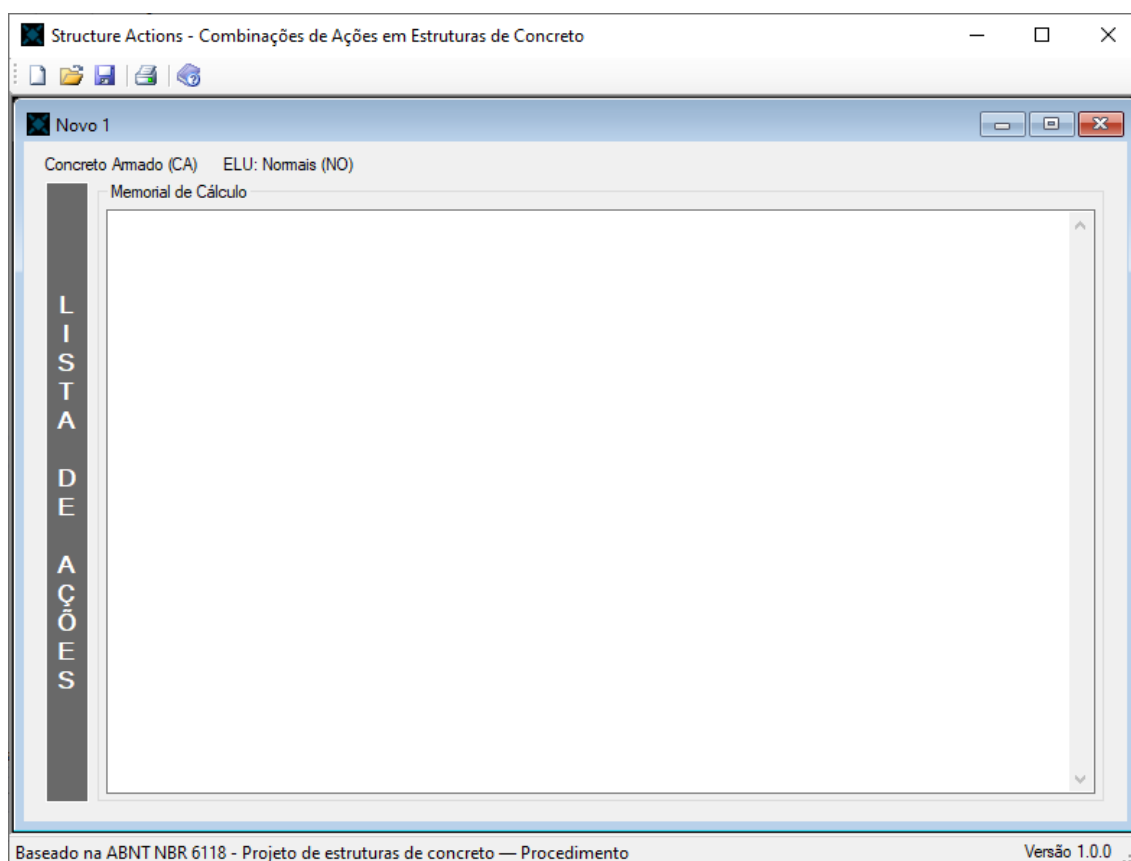 Structure Actions - Combinações de Ações em Estruturas de Concreto
Novo 1
Concreto Armado (CA) ELU: Normais (NO)
Memorial de Cálculo
LISTA DE AÇÕES
Baseado na ABNT NBR 6118 - Projeto de estruturas de concreto — Procedimento
Versão 1.0.0